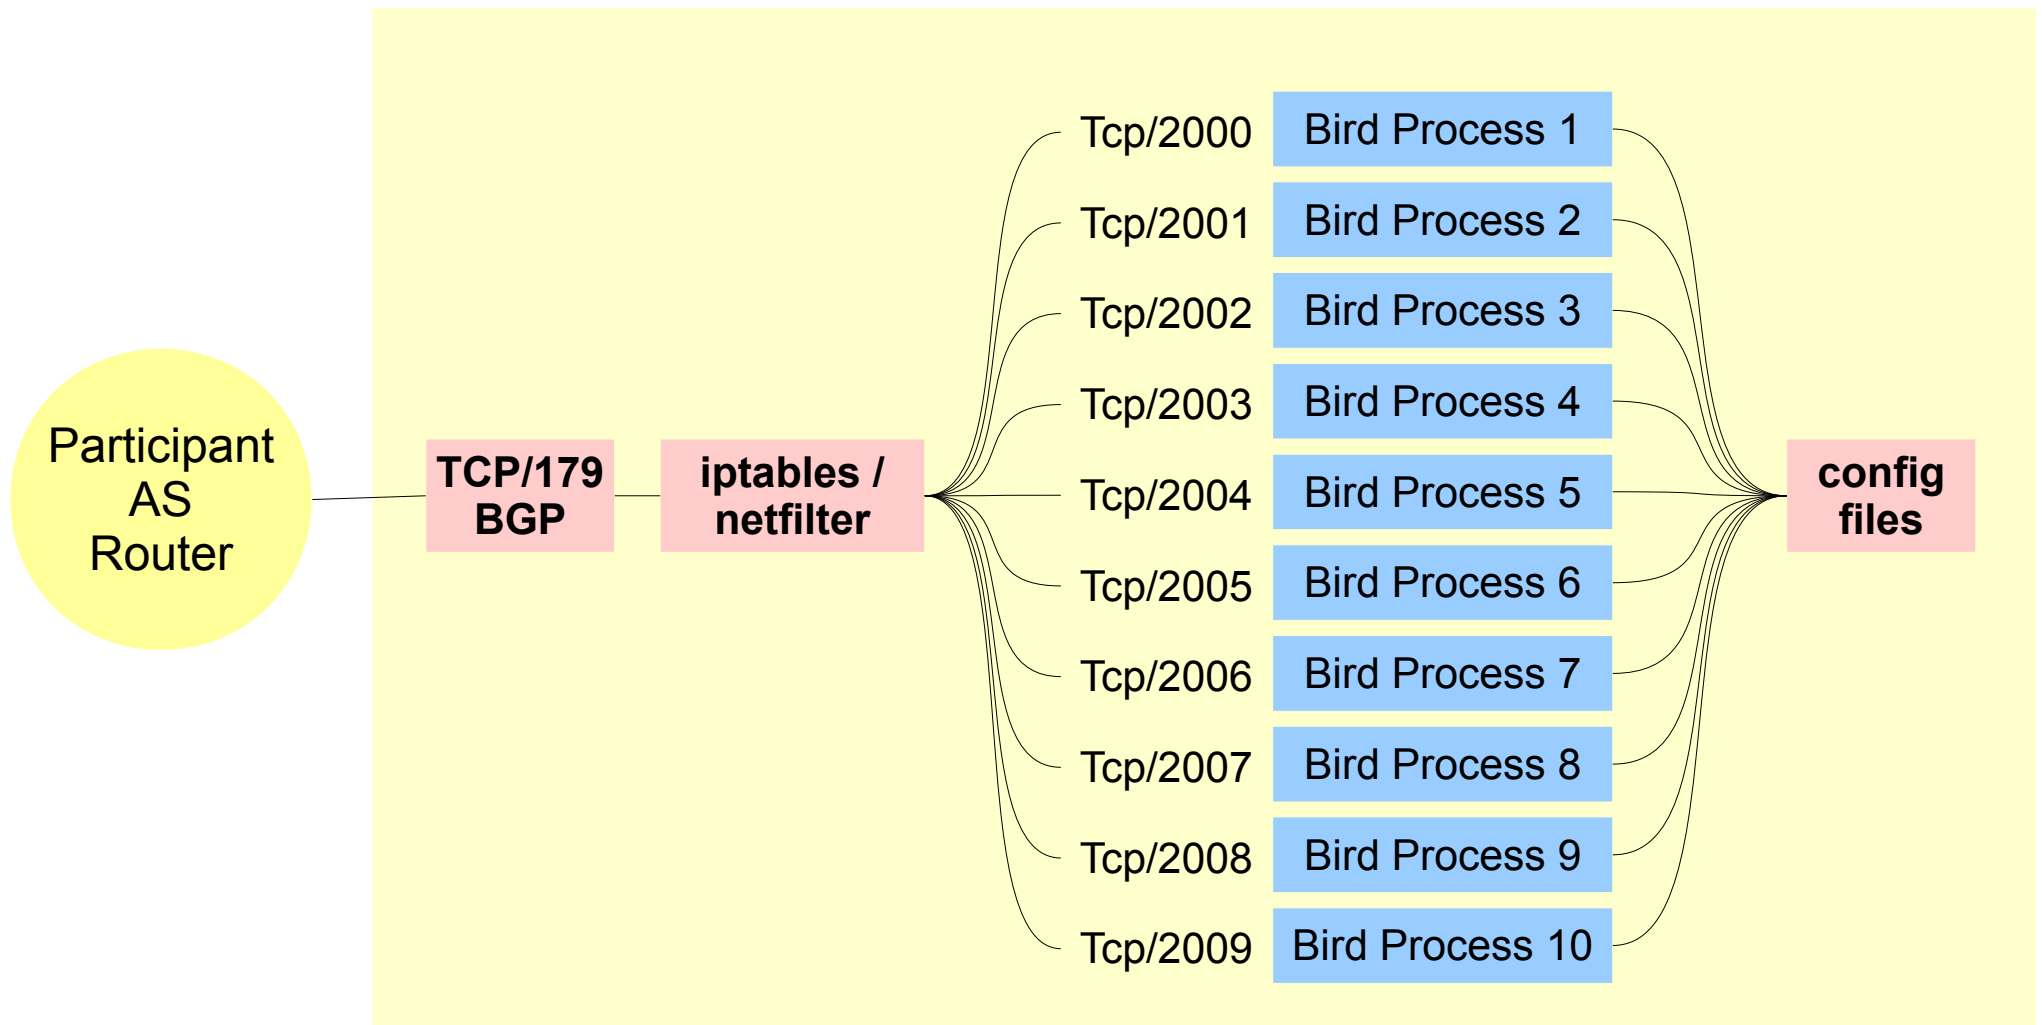 Participant
AS
Router
TCP/179
BGP
iptables /
netfilter
Tcp/2000 Bird Process 1
Tcp/2001 Bird Process 2
Tcp/2002 Bird Process 3
Tcp/2003 Bird Process 4
Tcp/2004 Bird Process 5
Tcp/2005 Bird Process 6
Tcp/2006 Bird Process 7
Tcp/2007 Bird Process 8
Tcp/2008 Bird Process 9
Tcp/2009 Bird Process 10
config
files